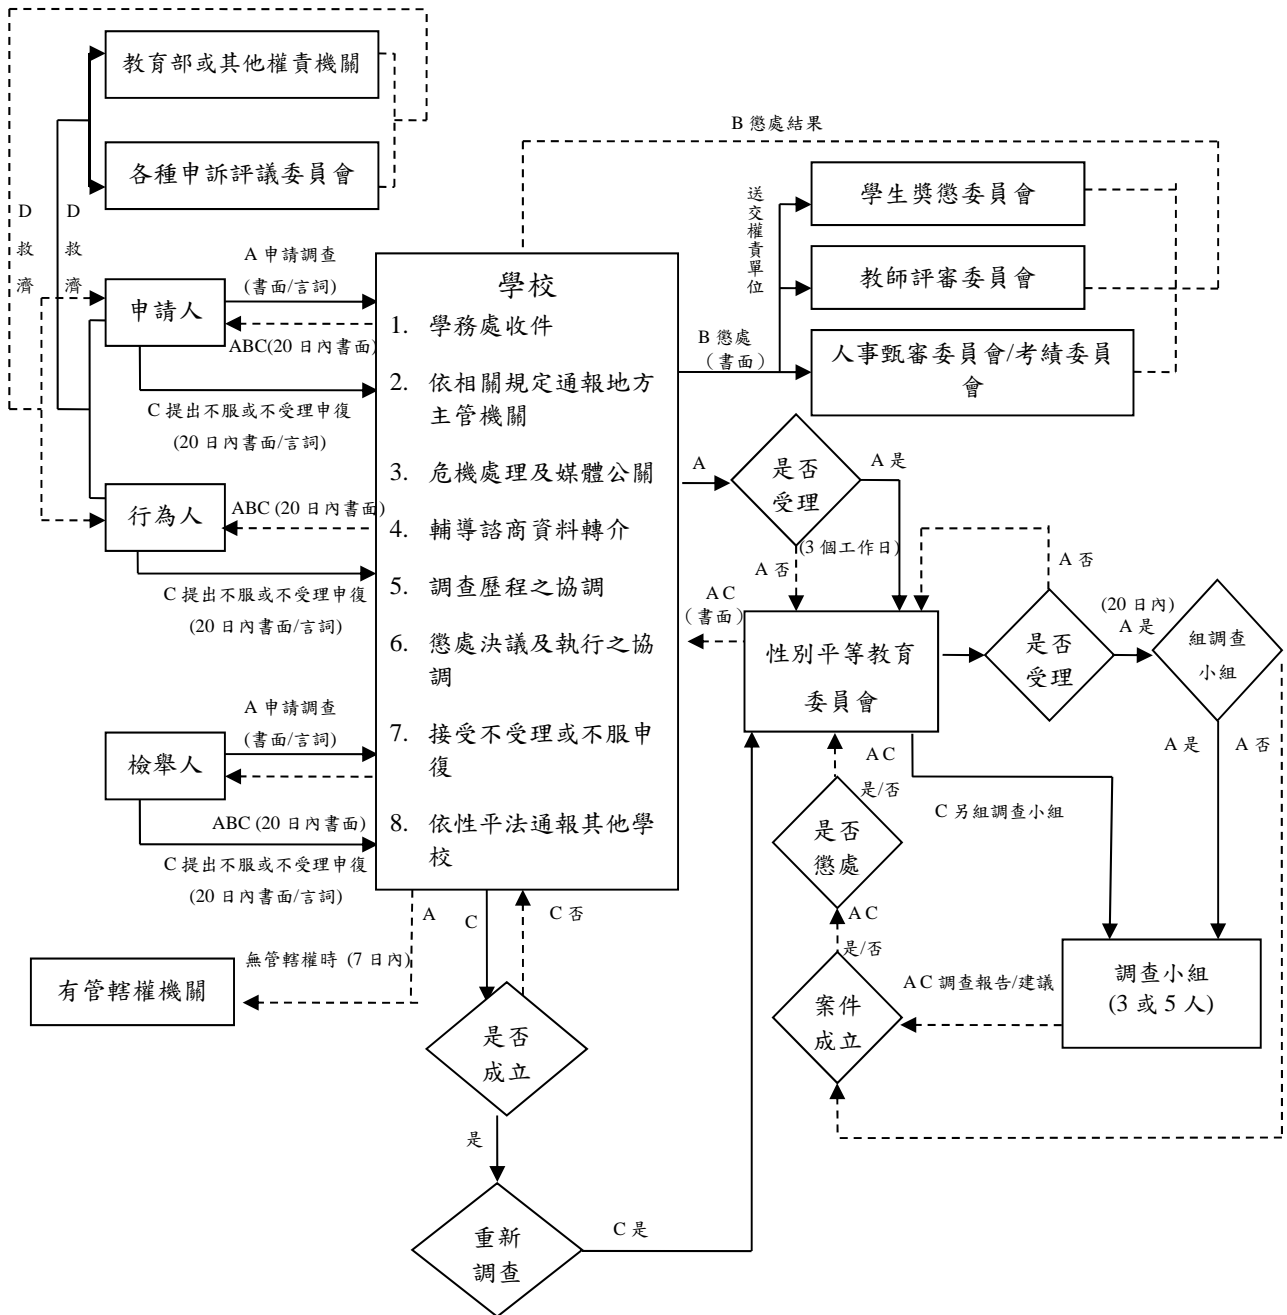 教育部或其他權責機關
各種申訴評議委員會
D
救
濟
D
救
濟
B 懲處結果
送交權責單位
學生獎懲委員會
教師評審委員會
人事甄審委員會/考績委員
會
B 懲處
(書面)
A 申請調查
(書面/言詞)
申請人
ABC(20 日內書面)
C 提出不服或不受理申復
(20 日內書面/言詞)
行為人
ABC (20 日內書面)
C 提出不服或不受理申復
(20 日內書面/言詞)
A 申請調查
(書面/言詞)
檢舉人
ABC (20 日內書面)
C 提出不服或不受理申復
(20 日內書面/言詞)
學校
1. 學務處收件
2. 依相關規定通報地方
主管機關
3. 危機處理及媒體公關
4. 輔導諮商資料轉介
5. 調查歷程之協調
6. 懲處決議及執行之協
調
7. 接受不受理或不服申
復
8. 依性平法通報其他學
校
A
是否
受理
A 是
(3 個工作日)
A 否
A C
(書面)
性別平等教育
委員會
A 否
是否
受理
(20 日內)
A 是
組調查
小組
A 是
A 否
A C
C 另組調查小組
是/否
是否
懲處
A C
是/否
案件
成立
A C 調查報告/建議
調查小組
(3 或 5 人)
A
C
C 否
無管轄權時 (7 日內)
有管轄權機關
是否
成立
是
重新
調查
C 是